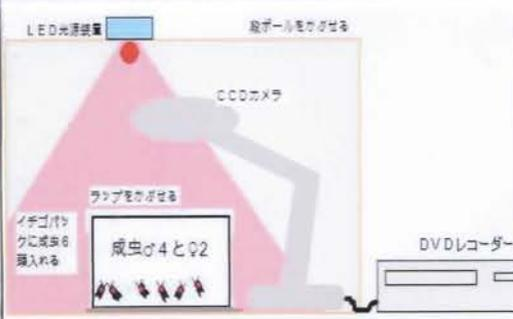 LED光源装置
段ボールをかぶせる
CCDカメラ
ラップをかぶせる
イチゴパッ
クに成虫6
頭入れる
成虫♂4と♀2
DVDレコーダー